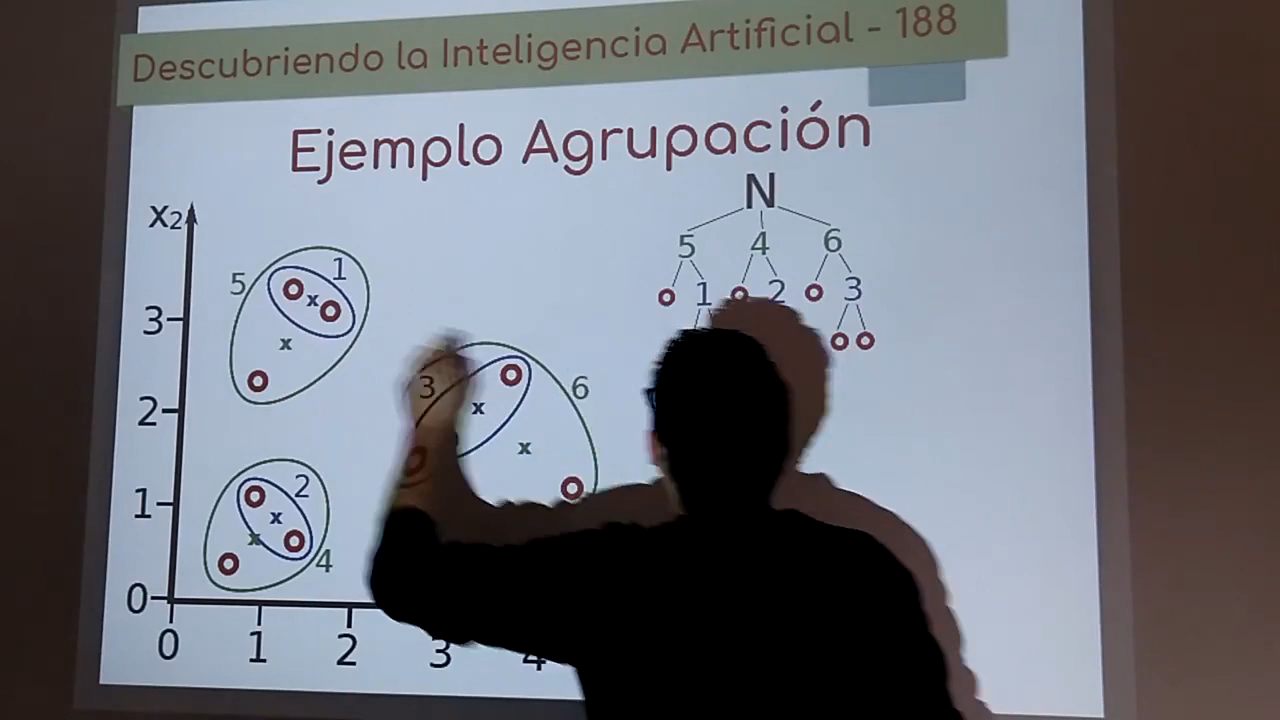 Descubriendo la Inteligencia Artificial - 188
Ejemplo Agrupación
N
5 4 6
1 2 3
x2
3
2
1
0
0 1 2 3 4
5 1
x
x
3 6
x
x
2
x
x
4